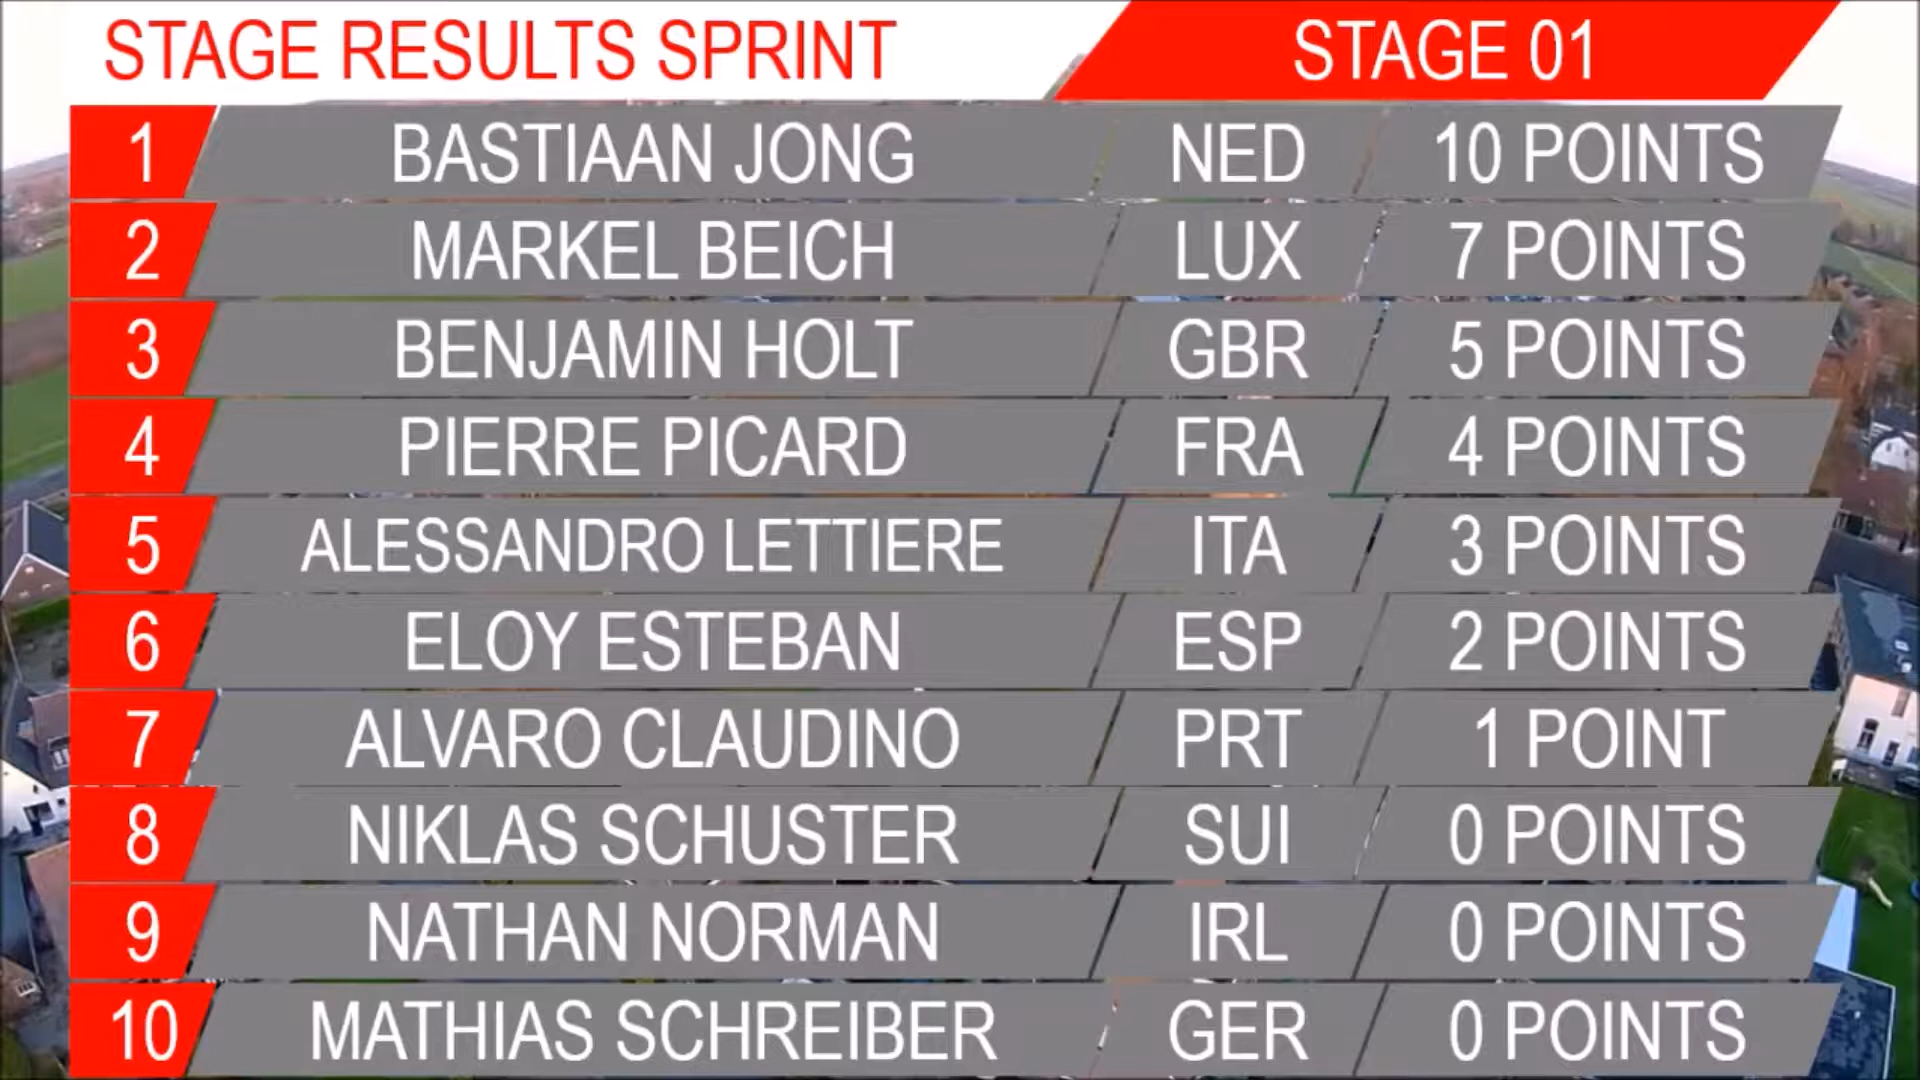 STAGE RESULTS SPRINT STAGE 01
1 BASTIAAN JONG NED 10 POINTS
2 MARKEL BEICH LUX 7 POINTS
3 BENJAMIN HOLT GBR 5 POINTS
4 PIERRE PICARD FRA 4 POINTS
5 ALESSANDRO LETTIERE ITA 3 POINTS
6 ELOY ESTEBAN ESP 2 POINTS
7 ALVARO CLAUDINO PRT 1 POINT
8 NIKLAS SCHUSTER SUI 0 POINTS
9 NATHAN NORMAN IRL 0 POINTS
10 MATHIAS SCHREIBER GER 0 POINTS